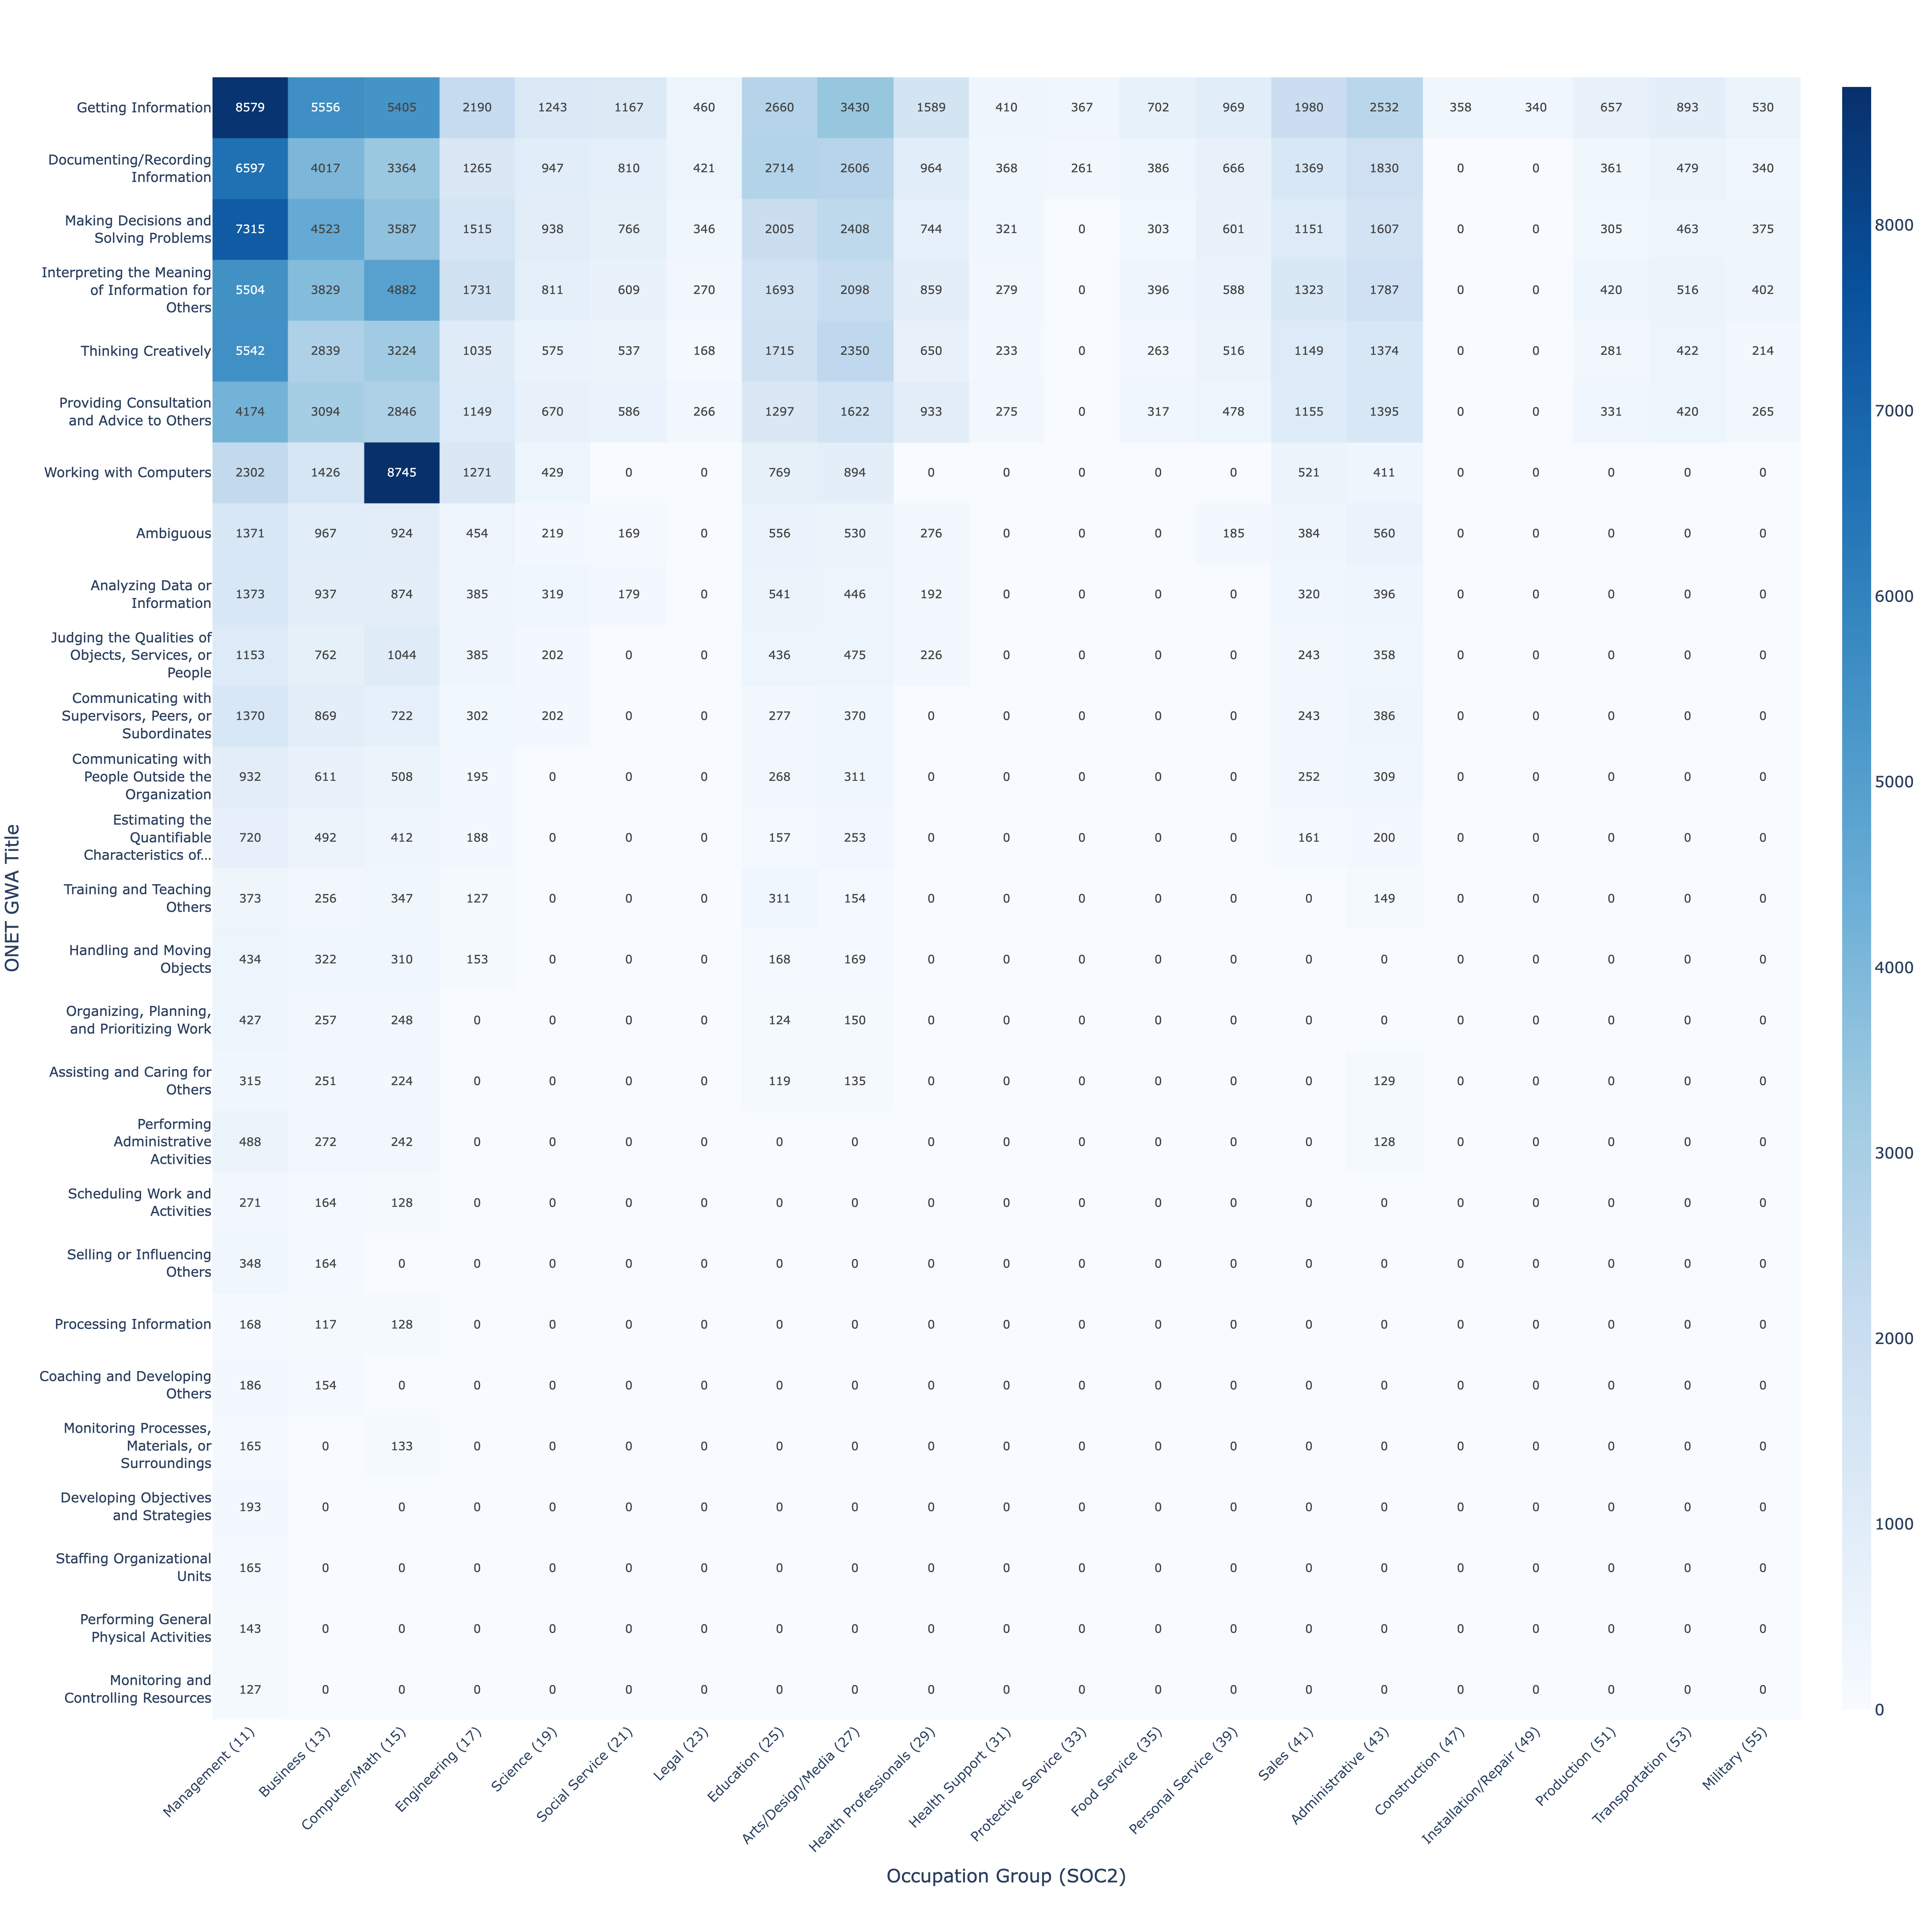 Getting Information 8579 5556 5405 2190 1243 1167 460 2660 3430 1589 410 367 702 969 1980 2532 358 340 657 893 530
Documenting/Recording
Information
6597 4017 3364 1265 947 810 421 2714 2606 964 368 261 386 666 1369 1830 0 0 361 479 340
Making Decisions and
Solving Problems
7315 4523 3587 1515 938 766 346 2005 2408 744 321 0 303 601 1151 1607 0 0 305 463 375
Interpreting the Meaning
of Information for
Others
5504 3829 4882 1731 811 609 270 1693 2098 859 279 0 396 588 1323 1787 0 0 420 516 402
Thinking Creatively 5542 2839 3224 1035 575 537 168 1715 2350 650 233 0 263 516 1149 1374 0 0 281 422 214
Providing Consultation
and Advice to Others
4174 3094 2846 1149 670 586 266 1297 1622 933 275 0 317 478 1155 1395 0 0 331 420 265
Working with Computers 2302 1426 8745 1271 429 0 0 769 894 0 0 0 0 0 521 411 0 0 0 0 0
Ambiguous 1371 967 924 454 219 169 0 556 530 276 0 0 0 185 384 560 0 0 0 0 0
Analyzing Data or
Information
1373 937 874 385 319 179 0 541 446 192 0 0 0 0 320 396 0 0 0 0 0
Judging the Qualities of
Objects, Services, or
People
1153 762 1044 385 202 0 0 436 475 226 0 0 0 0 243 358 0 0 0 0 0
Communicating with
Supervisors, Peers, or
Subordinates
1370 869 722 302 202 0 0 277 370 0 0 0 0 0 243 386 0 0 0 0 0
Communicating with
People Outside the
Organization
932 611 508 195 0 0 0 268 311 0 0 0 0 0 252 309 0 0 0 0 0
Estimating the
Quantifiable
Characteristics of...
720 492 412 188 0 0 0 157 253 0 0 0 0 0 161 200 0 0 0 0 0
Training and Teaching
Others
373 256 347 127 0 0 0 311 154 0 0 0 0 0 0 149 0 0 0 0 0
Handling and Moving
Objects
434 322 310 153 0 0 0 168 169 0 0 0 0 0 0 0 0 0 0 0 0
Organizing, Planning,
and Prioritizing Work
427 257 248 0 0 0 0 124 150 0 0 0 0 0 0 0 0 0 0 0 0
Assisting and Caring for
Others
315 251 224 0 0 0 0 119 135 0 0 0 0 0 0 129 0 0 0 0 0
Performing
Administrative
Activities
488 272 242 0 0 0 0 0 0 0 0 0 0 0 0 128 0 0 0 0 0
Scheduling Work and
Activities
271 164 128 0 0 0 0 0 0 0 0 0 0 0 0 0 0 0 0 0 0
Selling or Influencing
Others
348 164 0 0 0 0 0 0 0 0 0 0 0 0 0 0 0 0 0 0 0
Processing Information 168 117 128 0 0 0 0 0 0 0 0 0 0 0 0 0 0 0 0 0 0
Coaching and Developing
Others
186 154 0 0 0 0 0 0 0 0 0 0 0 0 0 0 0 0 0 0 0
Monitoring Processes,
Materials, or
Surroundings
165 0 133 0 0 0 0 0 0 0 0 0 0 0 0 0 0 0 0 0 0
Developing Objectives
and Strategies
193 0 0 0 0 0 0 0 0 0 0 0 0 0 0 0 0 0 0 0 0
Staffing Organizational
Units
165 0 0 0 0 0 0 0 0 0 0 0 0 0 0 0 0 0 0 0 0
Performing General
Physical Activities
143 0 0 0 0 0 0 0 0 0 0 0 0 0 0 0 0 0 0 0 0
Monitoring and
Controlling Resources
127 0 0 0 0 0 0 0 0 0 0 0 0 0 0 0 0 0 0 0 0
ONET GWA Title
Management (11)
Business (13)
Computer/Math (15)
Engineering (17)
Science (19)
Social Service (21)
Legal (23)
Education (25)
Arts/Design/Media (27)
Health Professionals (29)
Health Support (31)
Protective Service (33)
Food Service (35)
Personal Service (39)
Sales (41)
Administrative (43)
Construction (47)
Installation/Repair (49)
Production (51)
Transportation (53)
Military (55)
Occupation Group (SOC2)
8000
7000
6000
5000
4000
3000
2000
1000
0